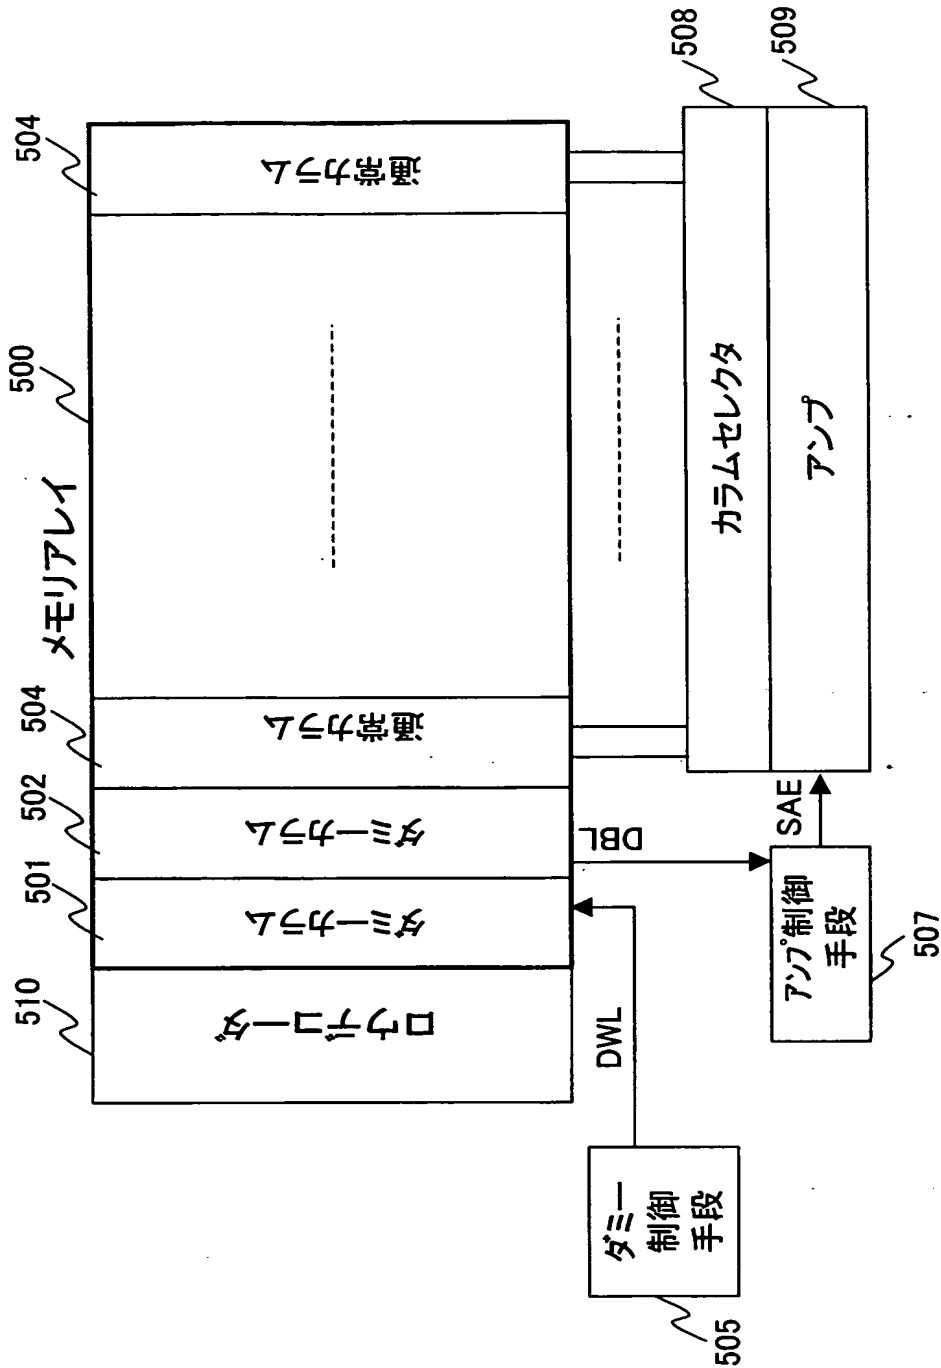 メモリアレイ
500
510
501
502
504
504
ロウデコーダ
ダミーカラム
ダミーカラム
通常カラム
通常カラム
DWL
DBL
ダミー
制御
手段
505
アンプ制御
手段
507
SAE
カラムセレクタ
508
アンプ
509